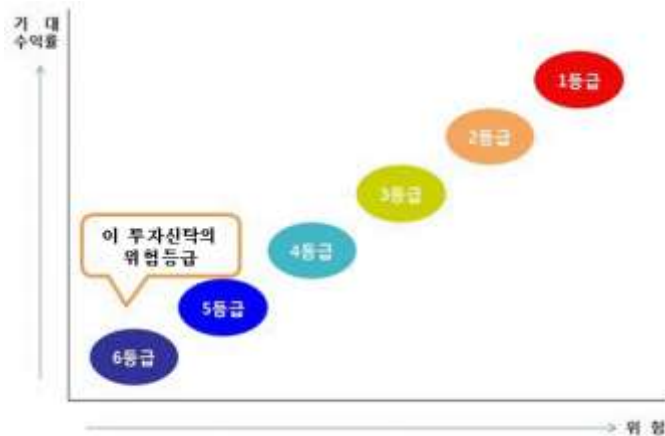 기 대
수익률
1등급
2등급
3등급
이 투자신탁의
위험등급
4등급
5등급
6등급
위 험